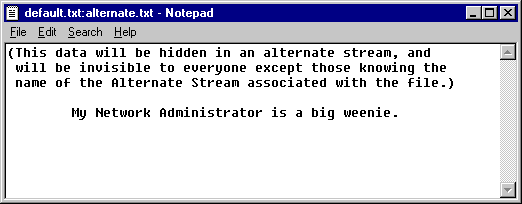 default.txt:alternate.txt - Notepad
File Edit Search Help
(This data will be hidden in an alternate stream, and
will be invisible to everyone except those knowing the
name of the Alternate Stream associated with the file.)
My Network Administrator is a big weenie.